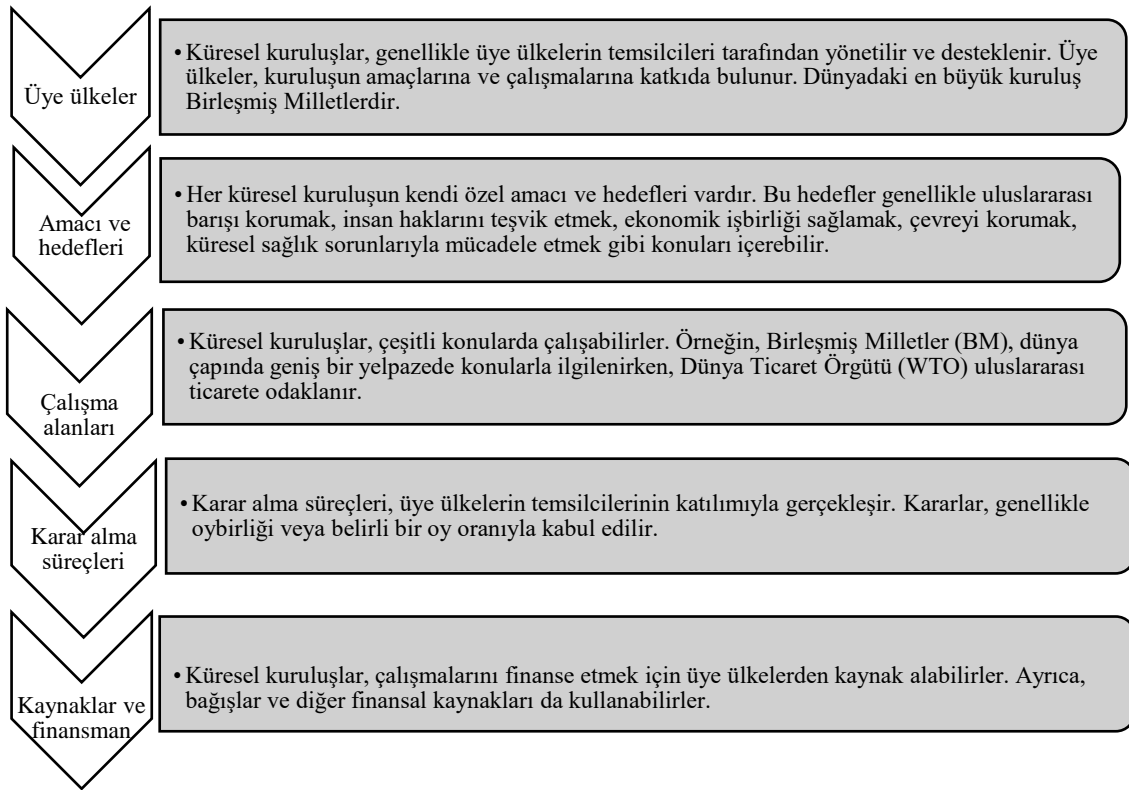 Üye ülkeler
• Küresel kuruluşlar, genellikle üye ülkelerin temsilcileri tarafından yönetilir ve desteklenir. Üye
ülkeler, kuruluşun amaçlarına ve çalışmalarına katkıda bulunur. Dünyadaki en büyük kuruluş
Birleşmiş Milletlerdir.
Amacı ve
hedefleri
• Her küresel kuruluşun kendi özel amacı ve hedefleri vardır. Bu hedefler genellikle uluslararası
barışı korumak, insan haklarını teşvik etmek, ekonomik işbirliği sağlamak, çevreyi korumak,
küresel sağlık sorunlarıyla mücadele etmek gibi konuları içerebilir.
Çalışma
alanları
• Küresel kuruluşlar, çeşitli konularda çalışabilirler. Örneğin, Birleşmiş Milletler (BM), dünya
çapında geniş bir yelpazede konularla ilgilenirken, Dünya Ticaret Örgütü (WTO) uluslararası
ticarete odaklanır.
Karar alma
süreçleri
• Karar alma süreçleri, üye ülkelerin temsilcilerinin katılımıyla gerçekleşir. Kararlar, genellikle
oybirliği veya belirli bir oy oranıyla kabul edilir.
Kaynaklar ve
finansman
• Küresel kuruluşlar, çalışmalarını finanse etmek için üye ülkelerden kaynak alabilirler. Ayrıca,
bağışlar ve diğer finansal kaynakları da kullanabilirler.